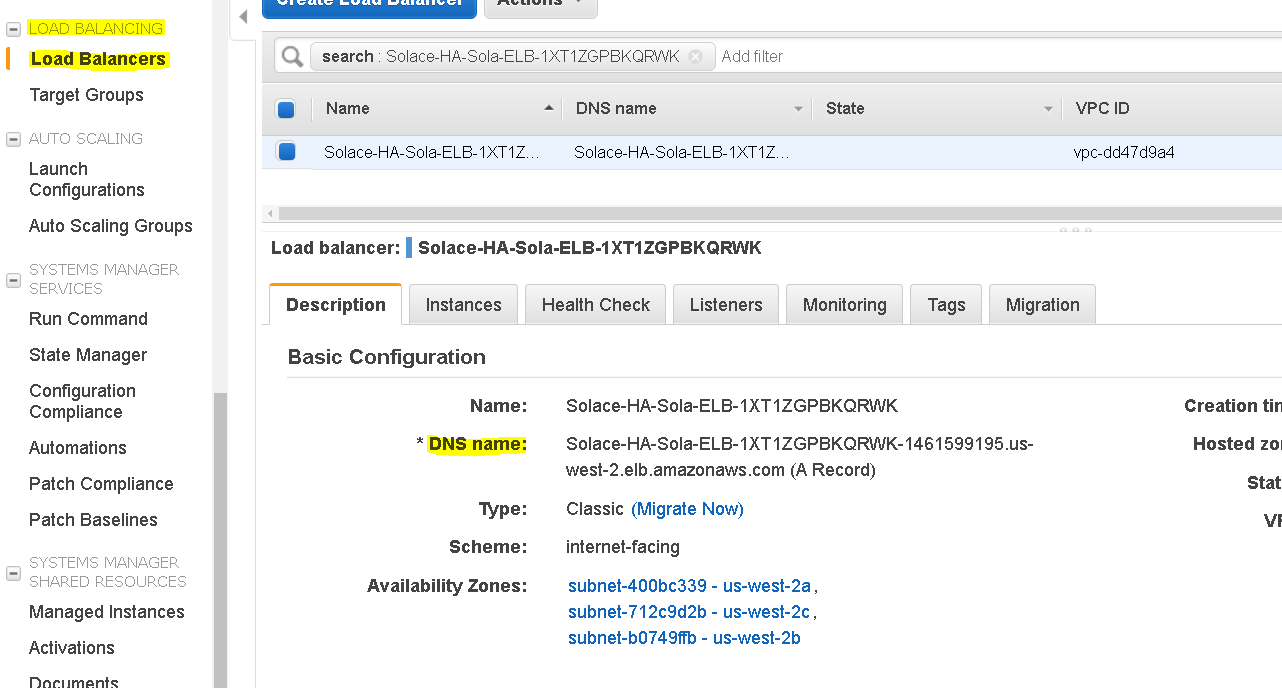 LOAD BALANCING
Load Balancers
Target Groups
AUTO SCALING
Launch
Configurations
Auto Scaling Groups
SYSTEMS MANAGER
SERVICES
Run Command
State Manager
Configuration
Compliance
Automations
Patch Compliance
Patch Baselines
SYSTEMS MANAGER
SHARED RESOURCES
Managed Instances
Activations
Documents
Create Load Balancer Actions
search : Solace-HA-Sola-ELB-1XT1ZGPBKQRWK Add filter
Name DNS name State VPC ID
Solace-HA-Sola-ELB-1XT1Z... Solace-HA-Sola-ELB-1XT1Z... vpc-dd47d9a4
Load balancer: Solace-HA-Sola-ELB-1XT1ZGPBKQRWK
Description Instances Health Check Listeners Monitoring Tags Migration
Basic Configuration
Name: Solace-HA-Sola-ELB-1XT1ZGPBKQRWK Creation tim
* DNS name: Solace-HA-Sola-ELB-1XT1ZGPBKQRWK-1461599195.us- Hosted zo
west-2.elb.amazonaws.com (A Record)
Stat
Type: Classic (Migrate Now)
VP
Scheme: internet-facing
Availability Zones: subnet-400bc339 - us-west-2a,
subnet-712c9d2b - us-west-2c,
subnet-b0749ffb - us-west-2b